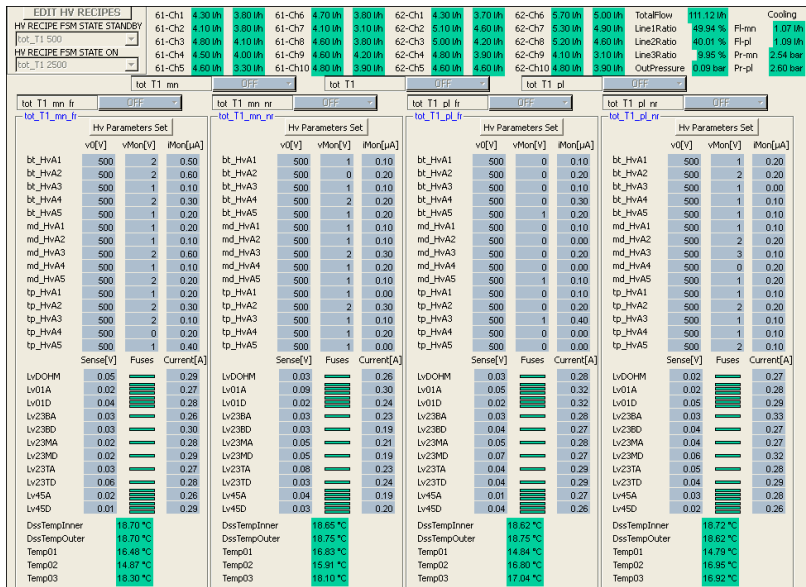 EDIT HV RECIPES
HV RECIPE FSM STATE STANDBY
tot_T1 500
HV RECIPE FSM STATE ON
tot_T1 2500
61-Ch1 4.30 l/h 3.80 l/h 61-Ch6 4.70 l/h 3.80 l/h 62-Ch1 4.30 l/h 3.70 l/h 62-Ch6 5.70 l/h 5.00 l/h TotalFlow 111.12 l/h Cooling
61-Ch2 4.10 l/h 3.80 l/h 61-Ch7 4.10 l/h 3.80 l/h 62-Ch2 5.10 l/h 4.60 l/h 62-Ch7 5.30 l/h 4.90 l/h Line1Ratio 49.94 % Fl-mn 1.07 l/h
61-Ch3 4.80 l/h 4.10 l/h 61-Ch8 4.60 l/h 3.80 l/h 62-Ch3 5.00 l/h 4.20 l/h 62-Ch8 5.20 l/h 4.60 l/h Line2Ratio 40.01 % Fl-pl 1.09 l/h
61-Ch4 4.50 l/h 4.00 l/h 61-Ch9 4.60 l/h 3.80 l/h 62-Ch4 4.80 l/h 3.90 l/h 62-Ch9 4.10 l/h 3.10 l/h Line3Ratio 9.95 % Pr-mn 2.54 bar
61-Ch5 4.60 l/h 3.30 l/h 61-Ch10 4.80 l/h 3.90 l/h 62-Ch5 4.60 l/h 4.60 l/h 62-Ch10 4.80 l/h 3.90 l/h OutPressure 0.09 bar Pr-pl 2.60 bar
tot T1 mn OFF tot T1 OFF tot T1 pl OFF
tot T1 mn fr OFF tot T1 mn nr OFF tot T1 pl fr OFF tot T1 pl nr OFF
tot_T1_mn_fr tot_T1_mn_nr tot_T1_pl_fr tot_T1_pl_nr
Hv Parameters Set Hv Parameters Set Hv Parameters Set Hv Parameters Set
v0[V] vMon[V] iMon[µA] v0[V] vMon[V] iMon[µA] v0[V] vMon[V] iMon[µA] v0[V] vMon[V] iMon[µA]
bt_HvA1 500 2 0.50 bt_HvA1 500 1 0.10 bt_HvA1 500 0 0.10 bt_HvA1 500 1 0.20
bt_HvA2 500 2 0.60 bt_HvA2 500 0 0.20 bt_HvA2 500 0 0.10 bt_HvA2 500 2 0.20
bt_HvA3 500 1 0.10 bt_HvA3 500 1 0.10 bt_HvA3 500 0 0.10 bt_HvA3 500 1 0.00
bt_HvA4 500 2 0.30 bt_HvA4 500 2 0.20 bt_HvA4 500 0 0.30 bt_HvA4 500 1 0.10
bt_HvA5 500 1 0.20 bt_HvA5 500 1 0.20 bt_HvA5 500 1 0.20 bt_HvA5 500 1 0.10
md_HvA1 500 1 0.20 md_HvA1 500 1 0.10 md_HvA1 500 0 0.10 md_HvA1 500 1 0.00
md_HvA2 500 1 0.10 md_HvA2 500 1 0.10 md_HvA2 500 0 0.00 md_HvA2 500 2 0.20
md_HvA3 500 2 0.60 md_HvA3 500 2 0.30 md_HvA3 500 0 0.00 md_HvA3 500 3 0.10
md_HvA4 500 1 0.10 md_HvA4 500 1 0.20 md_HvA4 500 0 0.10 md_HvA4 500 0 0.20
md_HvA5 500 2 0.20 md_HvA5 500 1 0.10 md_HvA5 500 0 0.00 md_HvA5 500 1 0.10
tp_HvA1 500 1 0.20 tp_HvA1 500 1 0.00 tp_HvA1 500 0 0.10 tp_HvA1 500 1 0.10
tp_HvA2 500 2 0.30 tp_HvA2 500 2 0.30 tp_HvA2 500 0 0.20 tp_HvA2 500 2 0.20
tp_HvA3 500 1 0.10 tp_HvA3 500 1 0.00 tp_HvA3 500 1 0.40 tp_HvA3 500 1 0.10
tp_HvA4 500 0 0.20 tp_HvA4 500 1 0.20 tp_HvA4 500 0 0.00 tp_HvA4 500 1 0.10
tp_HvA5 500 1 0.40 tp_HvA5 500 1 0.00 tp_HvA5 500 0 0.00 tp_HvA5 500 2 0.10
Sense[V] Fuses Current[A] Sense[V] Fuses Current[A] Sense[V] Fuses Current[A] Sense[V] Fuses Current[A]
LvDOHM 0.05 0.29 LvDOHM 0.03 0.26 LvDOHM 0.03 0.28 LvDOHM 0.02 0.27
Lv01A 0.02 0.27 Lv01A 0.09 0.30 Lv01A 0.05 0.32 Lv01A 0.02 0.28
Lv01D 0.04 0.28 Lv01D 0.02 0.24 Lv01D 0.02 0.32 Lv01D 0.05 0.29
Lv23BA 0.03 0.26 Lv23BA 0.03 0.23 Lv23BA 0.03 0.28 Lv23BA 0.03 0.33
Lv23BD 0.03 0.30 Lv23BD 0.03 0.19 Lv23BD 0.04 0.27 Lv23BD 0.04 0.27
Lv23MA 0.02 0.28 Lv23MA 0.05 0.21 Lv23MA 0.04 0.28 Lv23MA 0.04 0.27
Lv23MD 0.02 0.29 Lv23MD 0.05 0.19 Lv23MD 0.07 0.27 Lv23MD 0.06 0.32
Lv23TA 0.03 0.27 Lv23TA 0.08 0.23 Lv23TA 0.04 0.29 Lv23TA 0.05 0.28
Lv23TD 0.06 0.28 Lv23TD 0.03 0.24 Lv23TD 0.04 0.29 Lv23TD 0.04 0.29
Lv45A 0.02 0.26 Lv45A 0.04 0.19 Lv45A 0.01 0.27 Lv45A 0.03 0.28
Lv45D 0.01 0.29 Lv45D 0.03 0.20 Lv45D 0.04 0.26 Lv45D 0.02 0.26
DssTempInner 18.70 °C DssTempInner 18.65 °C DssTempInner 18.62 °C DssTempInner 18.72 °C
DssTempOuter 18.70 °C DssTempOuter 18.75 °C DssTempOuter 18.75 °C DssTempOuter 18.62 °C
Temp01 16.48 °C Temp01 16.83 °C Temp01 14.84 °C Temp01 14.79 °C
Temp02 14.87 °C Temp02 15.91 °C Temp02 16.80 °C Temp02 16.95 °C
Temp03 18.30 °C Temp03 18.10 °C Temp03 17.04 °C Temp03 16.92 °C